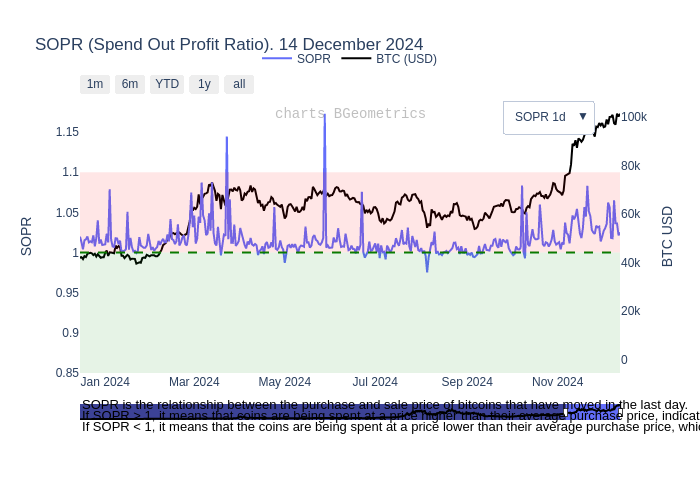 SOPR (Spend Out Profit Ratio). 14 December 2024
SOPR BTC (USD)
1m 6m YTD 1y all
charts BGeometrics
SOPR 1d ▼
1.15
1.1
1.05
1
0.95
0.9
0.85
SOPR
100k
80k
60k
40k
20k
0
BTC USD
Jan 2024 Mar 2024 May 2024 Jul 2024 Sep 2024 Nov 2024
SOPR is the relationship between the purchase and sale price of bitcoins that have moved in the last day.
If SOPR > 1, it means that coins are being spent at a price higher than their average purchase price, indicat
If SOPR < 1, it means that the coins are being spent at a price lower than their average purchase price, whic